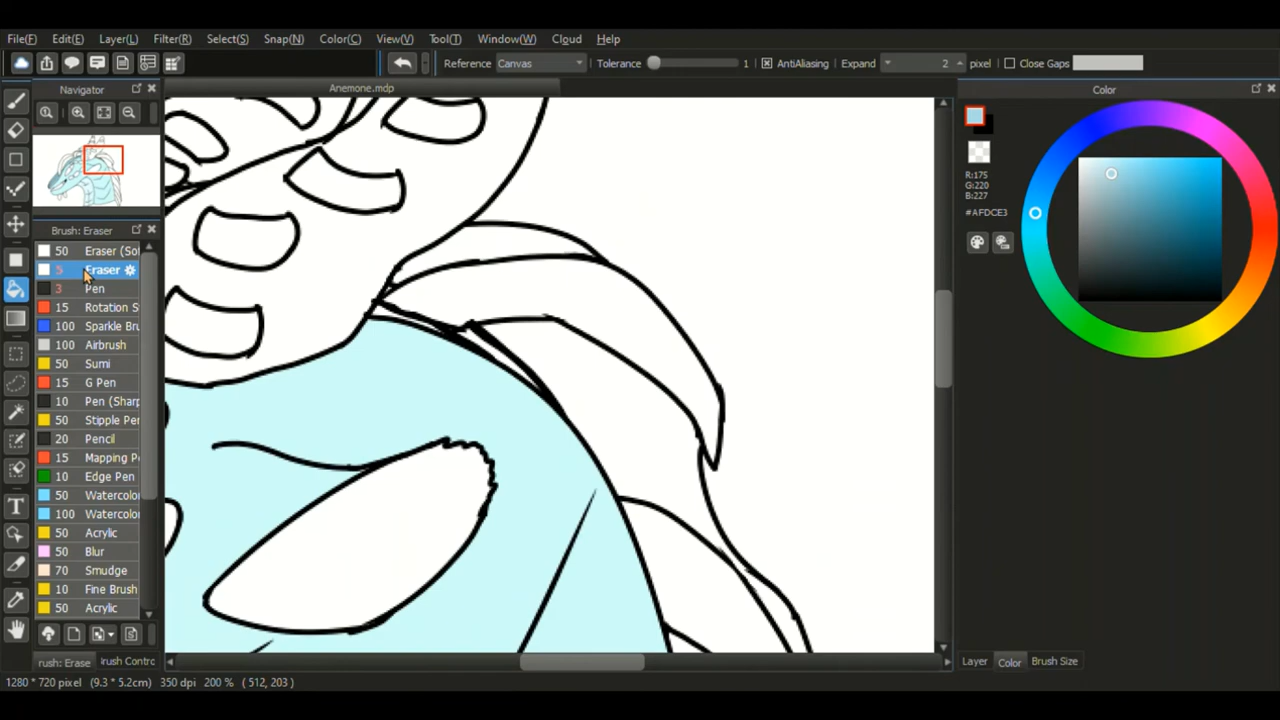 File(F) Edit(E) Layer(L) Filter(R) Select(S) Snap(N) Color(C) View(V) Tool(T) Window(W) Cloud Help
Reference Canvas Tolerance 1 AntiAliasing Expand 2 pixel Close Gaps
Navigator
Anemone.mdp
Color
R:175
G:220
B:227
#AFDCE3
Brush: Eraser
50 Eraser (Sof
5 Eraser
3 Pen
15 Rotation S
100 Sparkle Bru
100 Airbrush
50 Sumi
15 G Pen
10 Pen (Sharp
50 Stipple Pen
20 Pencil
15 Mapping Pe
10 Edge Pen
50 Watercolor
100 Watercolor
50 Acrylic
50 Blur
70 Smudge
10 Fine Brush
50 Acrylic
rush: Erase rush Contro
Layer Color Brush Size
1280 * 720 pixel (9.3 * 5.2cm) 350 dpi 200 % ( 512, 203 )